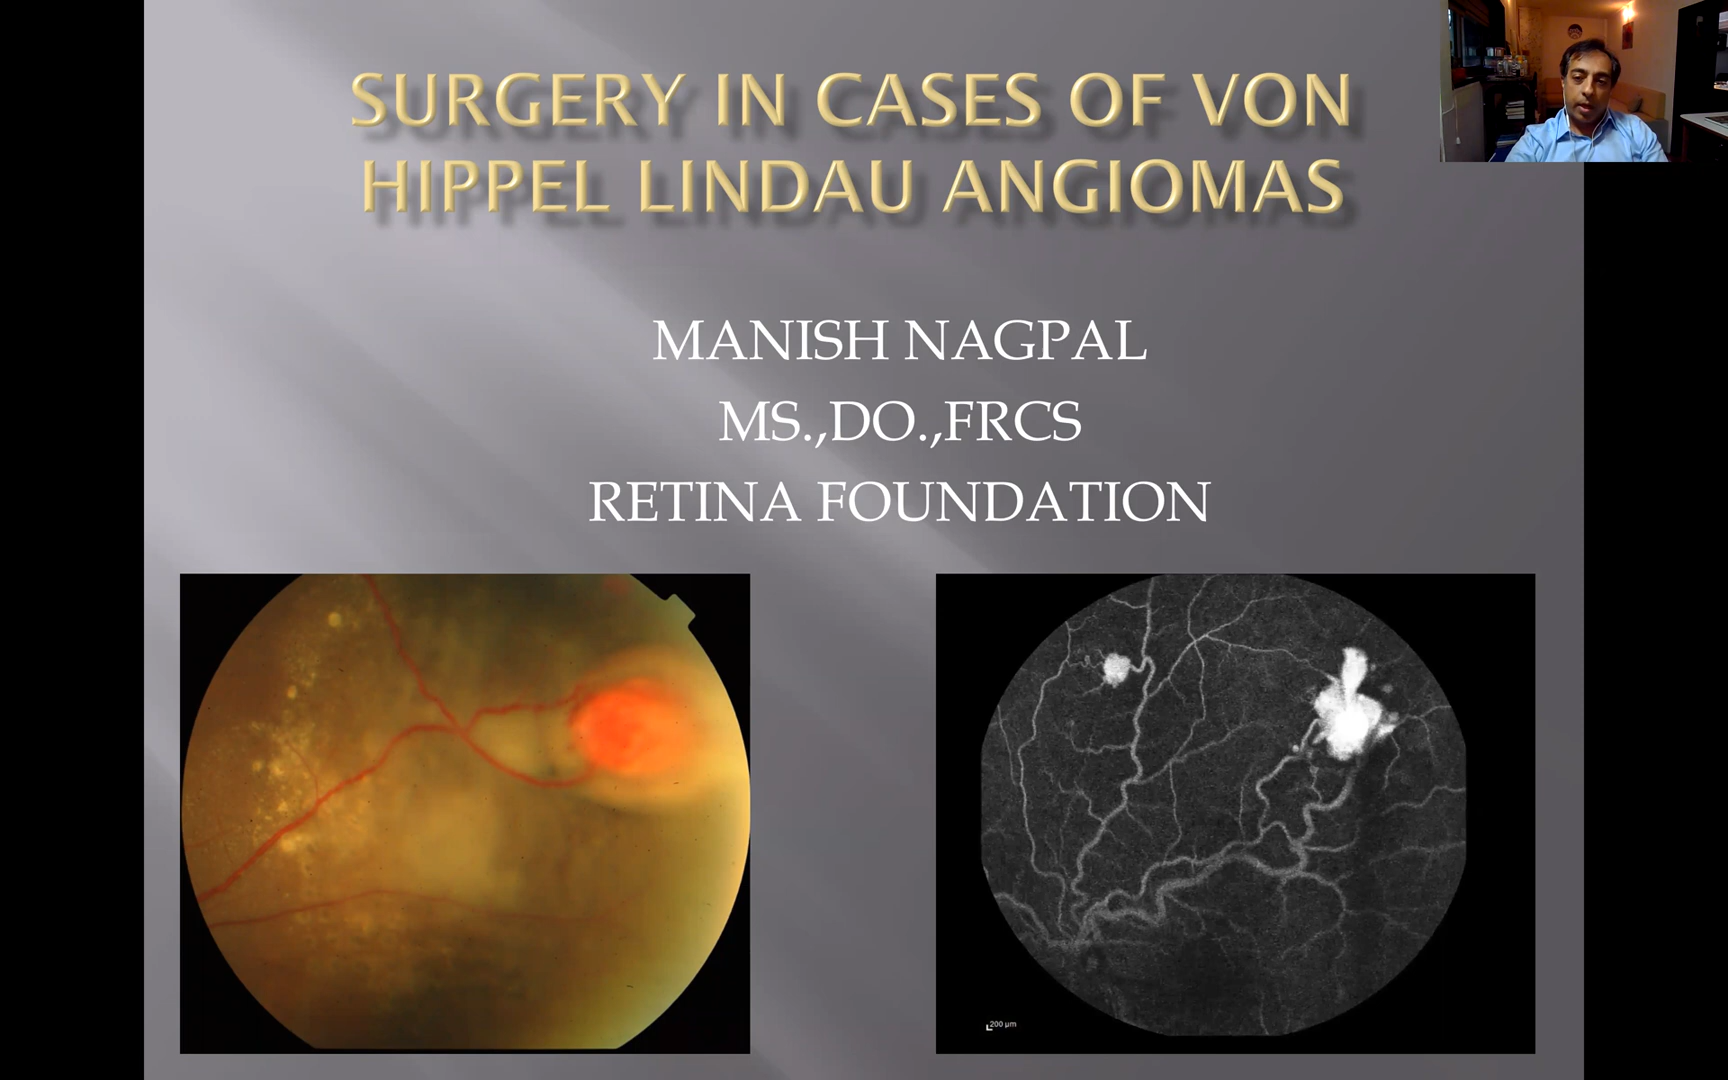 SURGERY IN CASES OF VON
HIPPEL LINDAU ANGIOMAS
MANISH NAGPAL
MS.,DO.,FRCS
RETINA FOUNDATION
200 µm